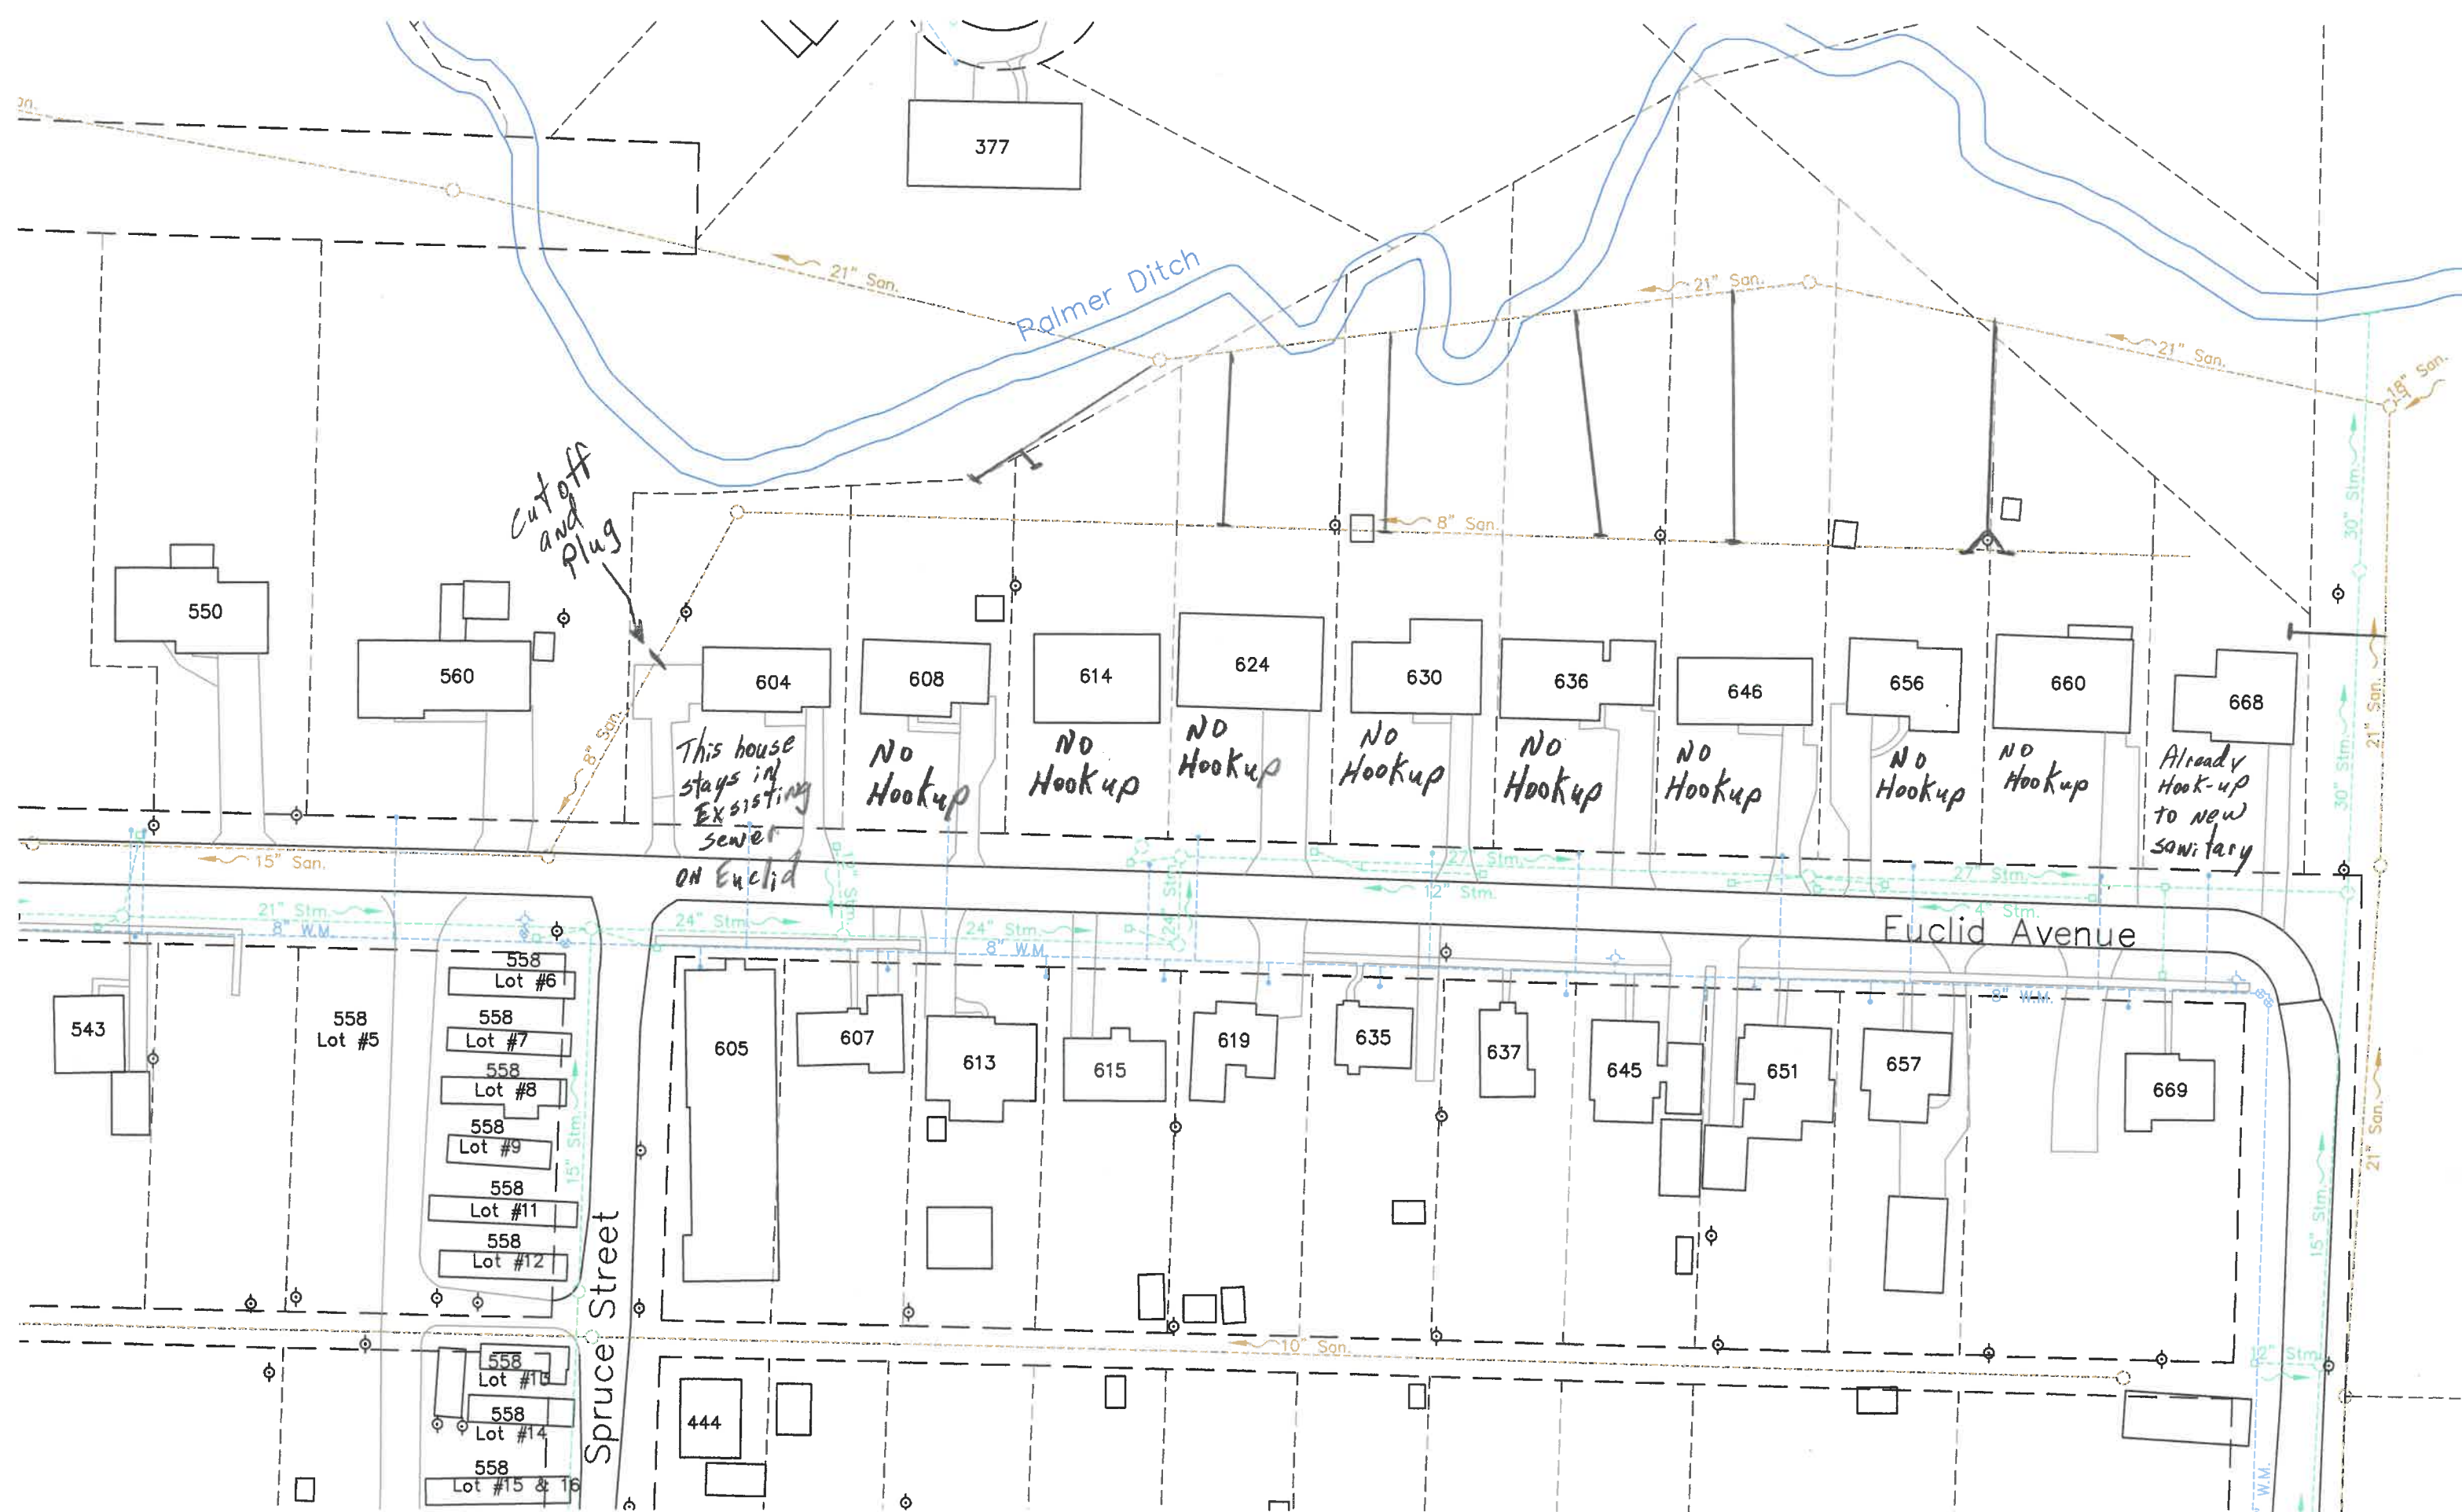 377
21" San.
Palmer Ditch
21" San.
21" San.
18" San.
30" Stm.
8" San.
Cut off
and
Plug
550
560
604
608
614
624
630
636
646
656
660
668
8" San.
This house
stays in
Exsisting
sewer
on Euclid
No
Hookup
No
Hookup
No
Hookup
No
Hookup
No
Hookup
No
Hookup
No
Hookup
No
Hookup
Already
Hook-up
to new
sanitary
21" San.
30" Stm.
15" San.
27" Stm.
27" Stm.
12" Stm.
4" Stm.
21" Stm.
24" Stm.
24" Stm.
24" Stm.
8" W.M.
8" W.M.
8" W.M.
Euclid Avenue
543
558
Lot #5
558
Lot #6
558
Lot #7
558
Lot #8
558
Lot #9
558
Lot #11
558
Lot #12
15" Stm.
Spruce Street
605
607
613
615
619
635
637
645
651
657
669
21" San.
15" Stm.
10" San.
12" Stm.
558
558
Lot #14
558
Lot #15 & 16
444
W.M.